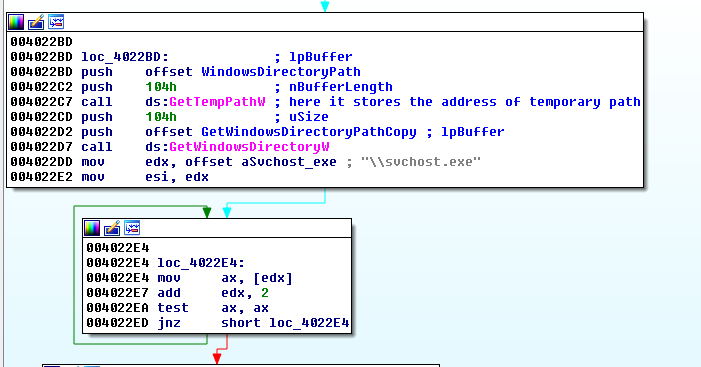 004022BD
004022BD loc_4022BD: ; lpBuffer
004022BD push offset WindowsDirectoryPath
004022C2 push 104h ; nBufferLength
004022C7 call ds:GetTempPathW ; here it stores the address of temporary path
004022CD push 104h ; uSize
004022D2 push offset GetWindowsDirectoryPathCopy ; lpBuffer
004022D7 call ds:GetWindowsDirectoryW
004022DD mov edx, offset aSvchost_exe ; "\\svchost.exe"
004022E2 mov esi, edx
004022E4
004022E4 loc_4022E4:
004022E4 mov ax, [edx]
004022E7 add edx, 2
004022EA test ax, ax
004022ED jnz short loc_4022E4